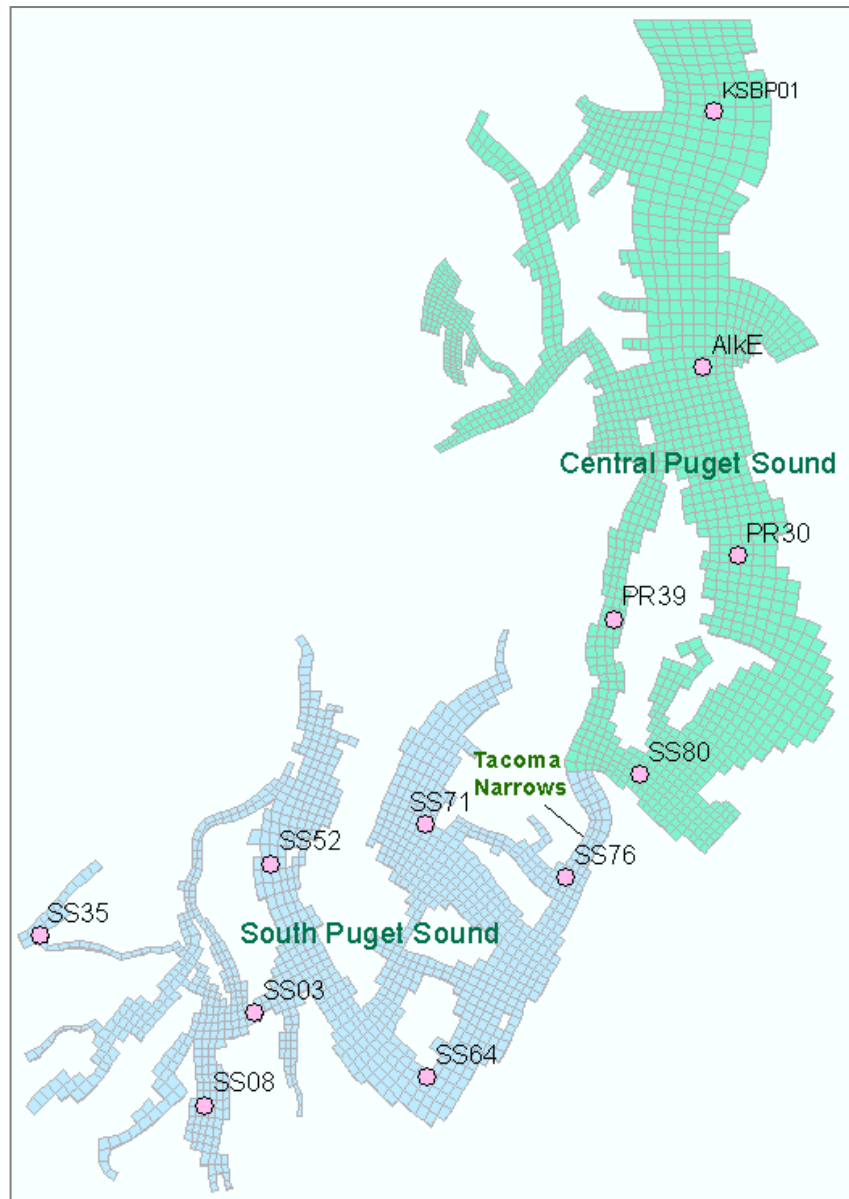 KSBP01
AlkE
Central Puget Sound
PR30
PR39
Tacoma
Narrows
SS80
SS71
SS52
SS76
SS35
South Puget Sound
SS03
SS64
SS08